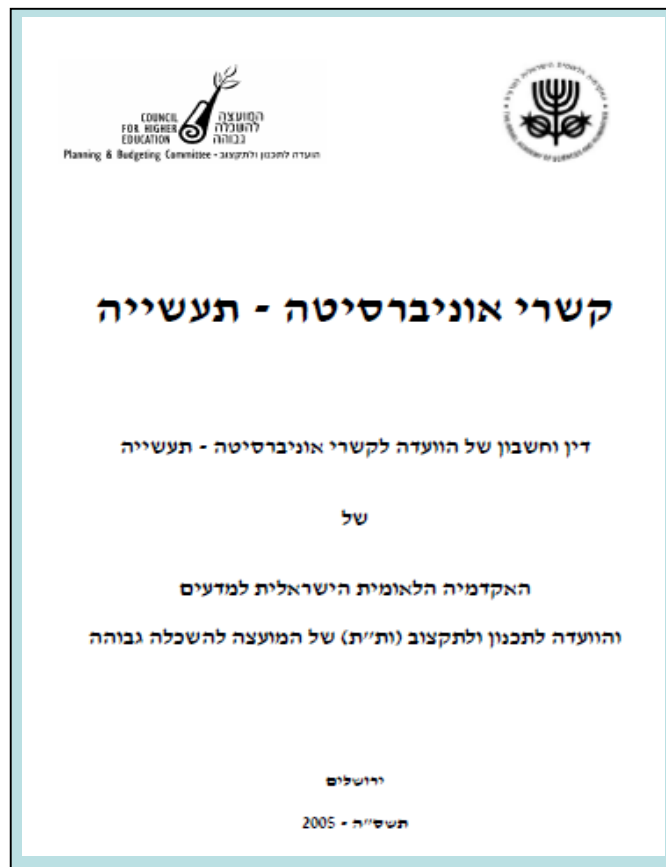 COUNCIL
FOR HIGHER
EDUCATION
המועצה
להשכלה
גבוהה
Planning & Budgeting Committee - הועדה לתכנון ולתקצוב
קשרי אוניברסיטה - תעשייה
דין וחשבון של הוועדה לקשרי אוניברסיטה - תעשייה
של
האקדמיה הלאומית הישראלית למדעים
והוועדה לתכנון ולתקצוב (ות״ת) של המועצה להשכלה גבוהה
ירושלים
תשס״ה - 2005